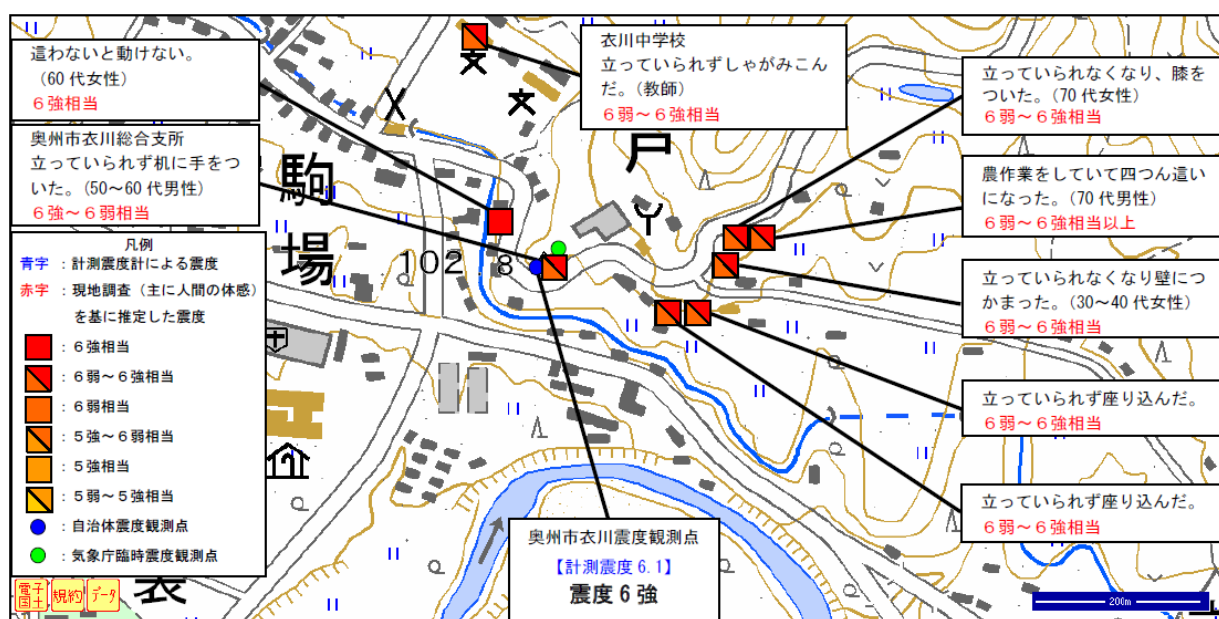 這わないと動けない。
(60代女性)
6強相当
奥州市衣川総合支所
立っていられず机に手をつ
いた。(50～60代男性)
6強～6弱相当
衣川中学校
立っていられずしゃがみこん
だ。(教師)
6弱～6強相当
立っていられなくなり、膝を
ついた。(70代女性)
6弱～6強相当
農作業をしていて四つん這い
になった。(70代男性)
6弱～6強相当以上
立っていられなくなり壁につ
かまった。(30～40代女性)
6弱～6強相当
立っていられず座り込んだ。
6弱～6強相当
立っていられず座り込んだ。
6弱～6強相当
奥州市衣川震度観測点
【計測震度6.1】
震度6強
凡例
青字：計測震度計による震度
赤字：現地調査（主に人間の体感）
を基に推定した震度
：6強相当
：6弱～6強相当
：6弱相当
：5強～6弱相当
：5強相当
：5弱～5強相当
：自治体震度観測点
：気象庁臨時震度観測点
駒
場
戸
102
8
電子国土
規約
データ
200m